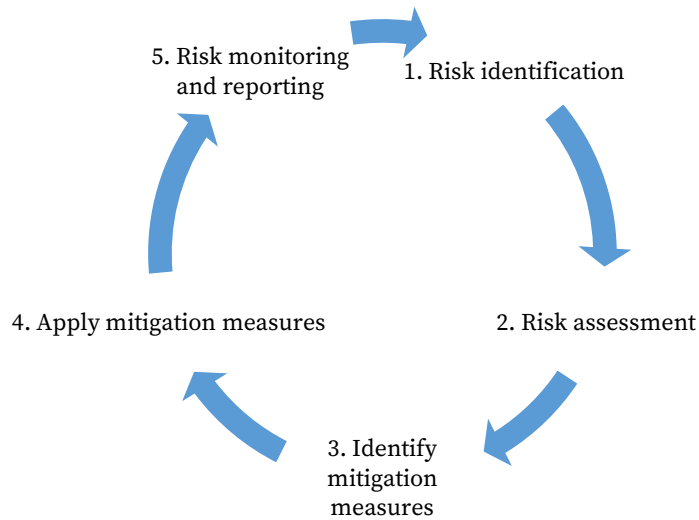 5. Risk monitoring
and reporting
1. Risk identification
2. Risk assessment
3. Identify
mitigation
measures
4. Apply mitigation measures